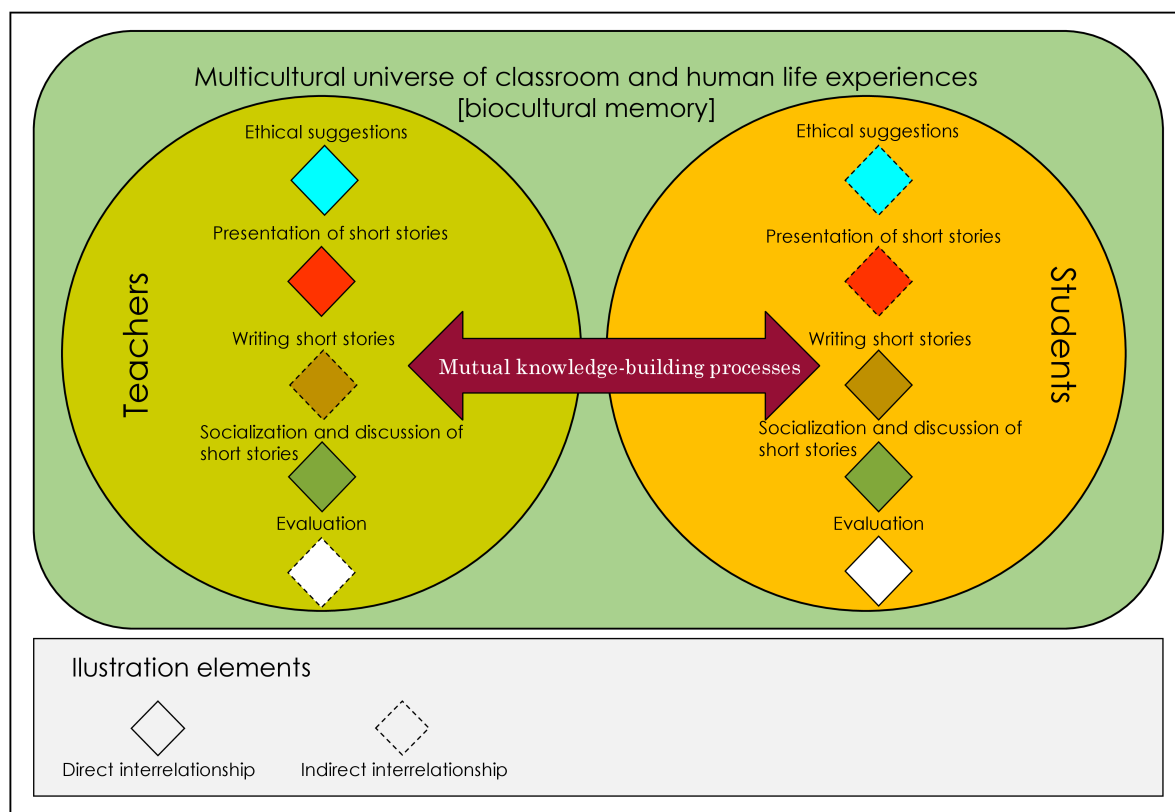 Multicultural universe of classroom and human life experiences
[biocultural memory]
Teachers
Ethical suggestions
Presentation of short stories
Writing short stories
Socialization and discussion of
short stories
Evaluation
Mutual knowledge-building processes
Students
Ethical suggestions
Presentation of short stories
Writing short stories
Socialization and discussion of
short stories
Evaluation
Ilustration elements
Direct interrelationship
Indirect interrelationship